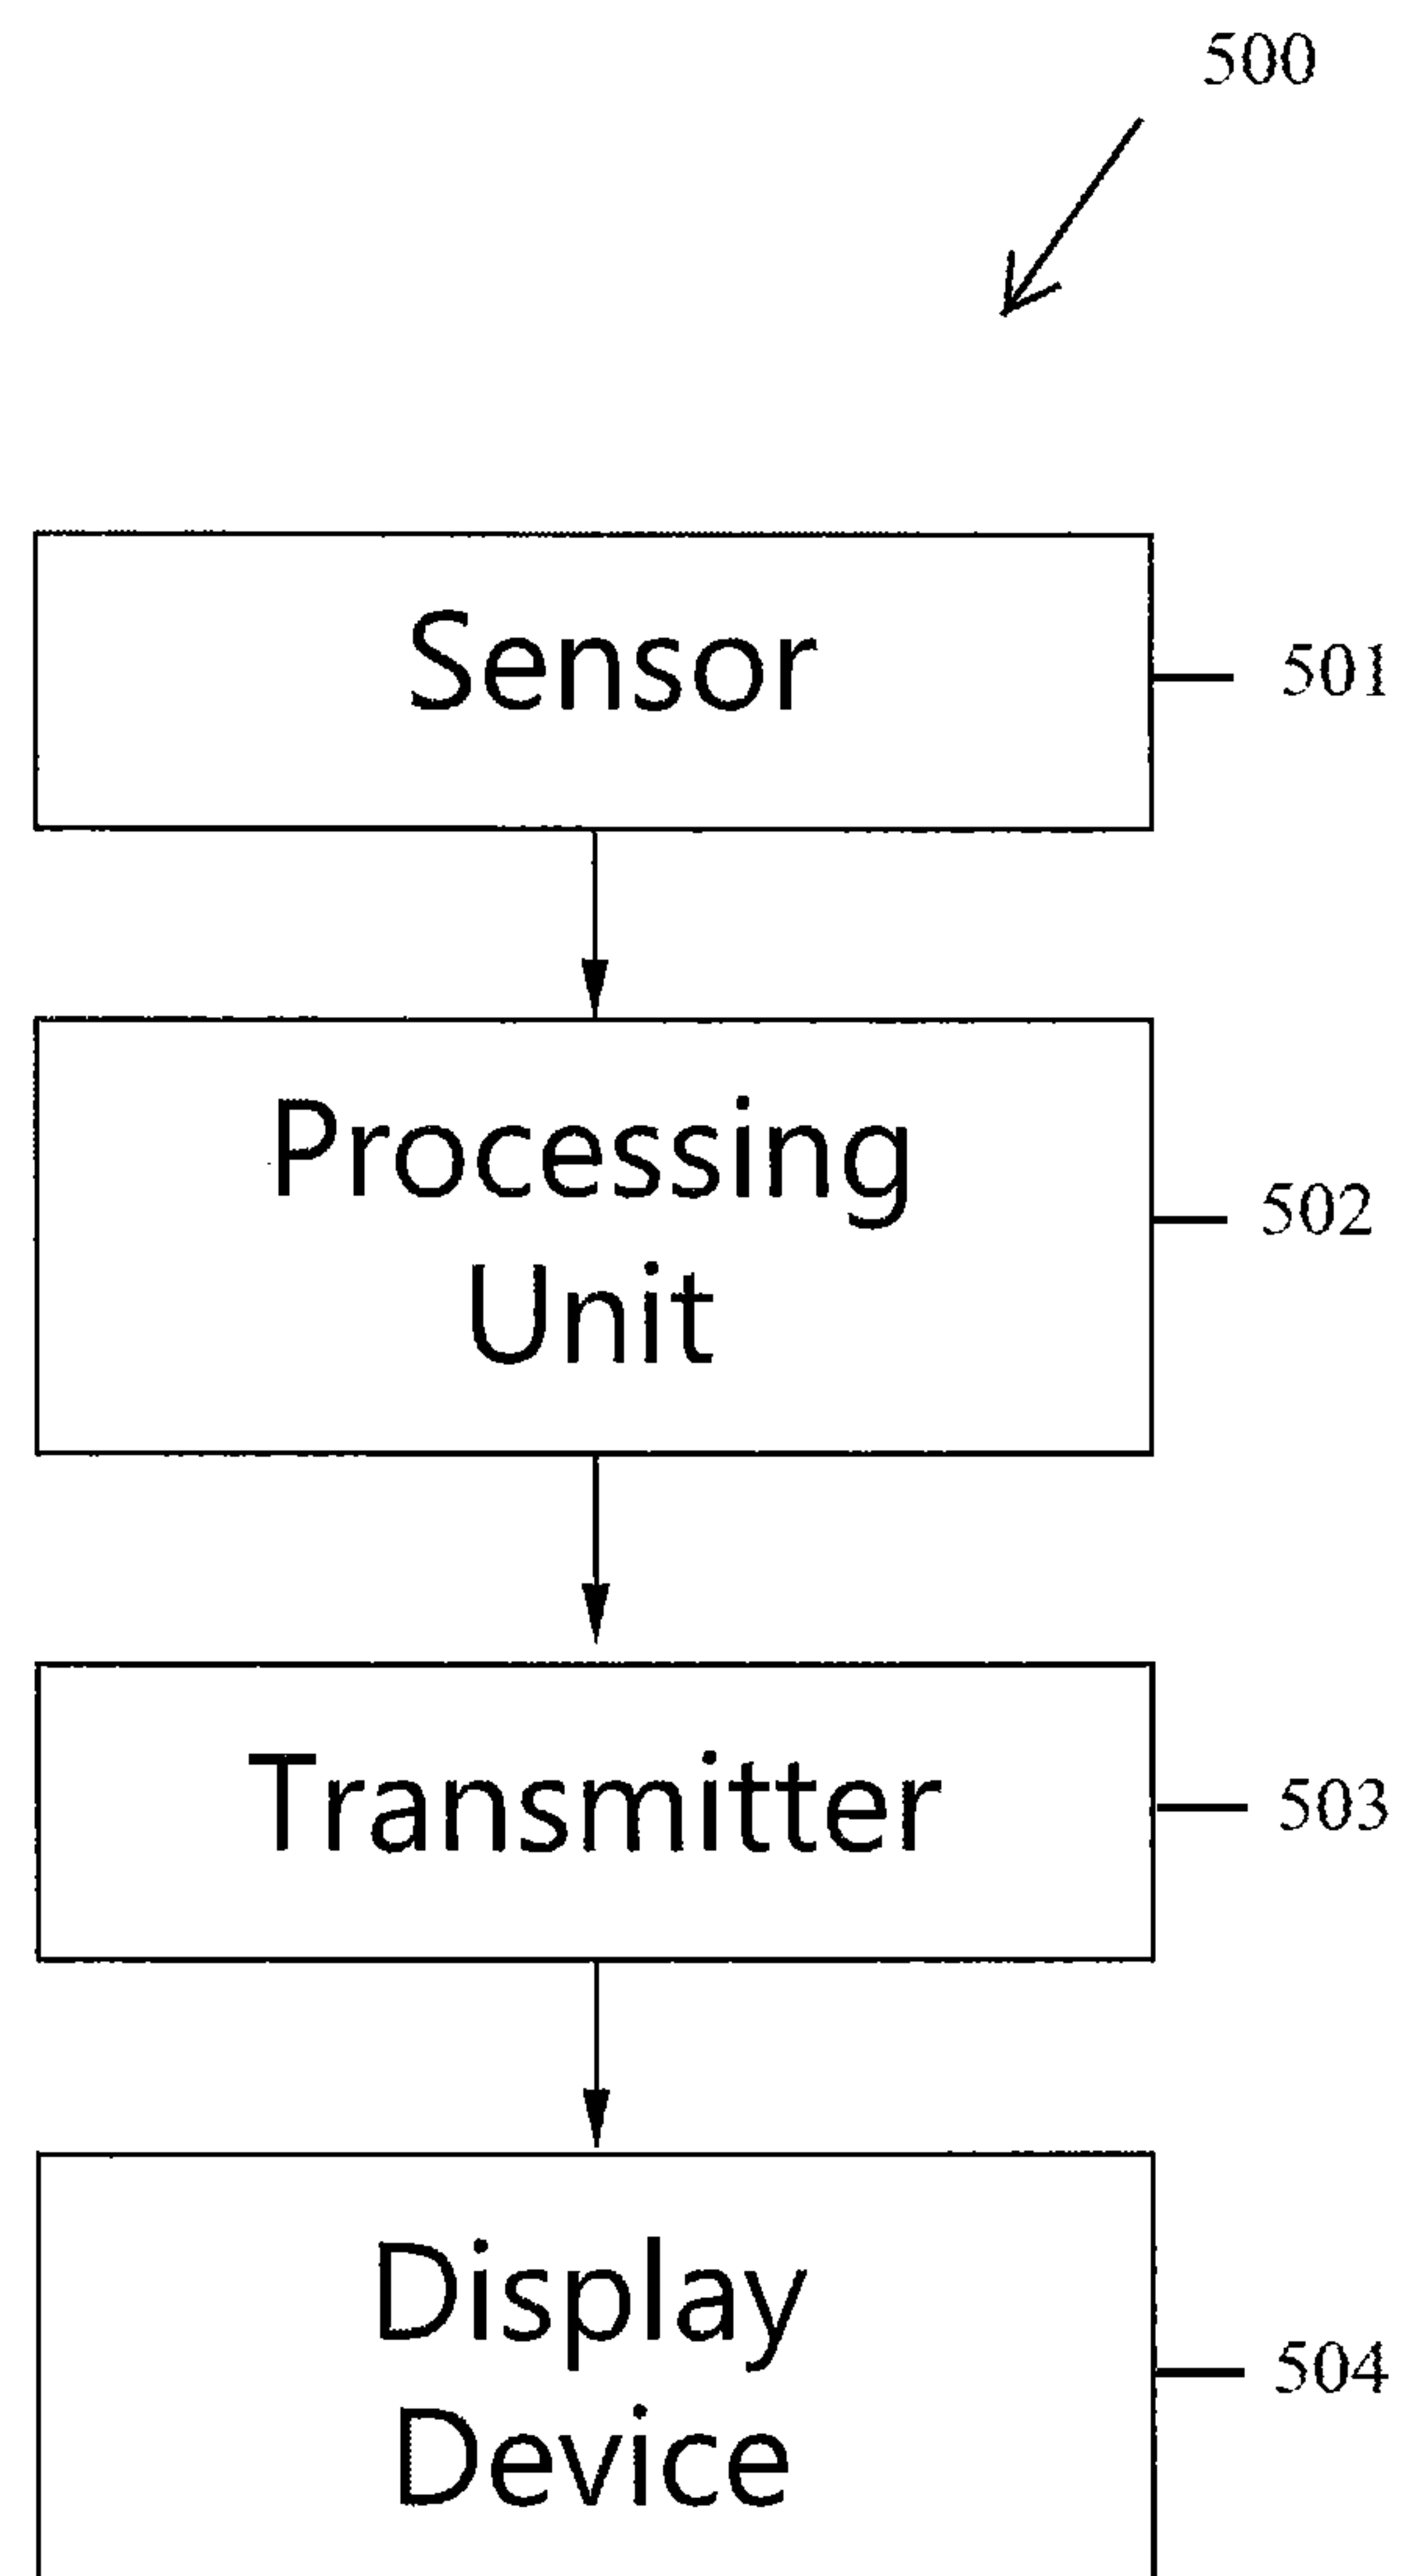 500
Sensor
501
Processing
Unit
502
Transmitter
503
Display
Device
504